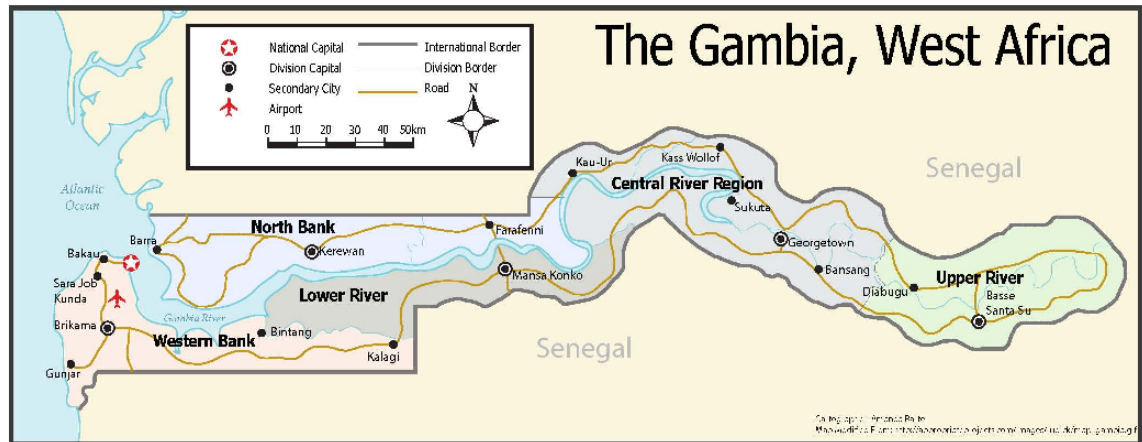 The Gambia, West Africa
National Capital
International Border
Division Capital
Division Border
Secondary City
Road
Airport
N
0 10 20 30 40 50km
Atlantic
Ocean
Senegal
Kau-Ur
Kass Wollof
Central River Region
Sukuta
North Bank
Farafenni
Barra
Kerewan
Georgetown
Bakau
Mansa Konko
Bansang
Upper River
Sara Job
Kunda
Lower River
Diabugu
Basse
Santa Su
Gambia River
Brikama
Western Bank
Bintang
Kalagi
Senegal
Gunjar